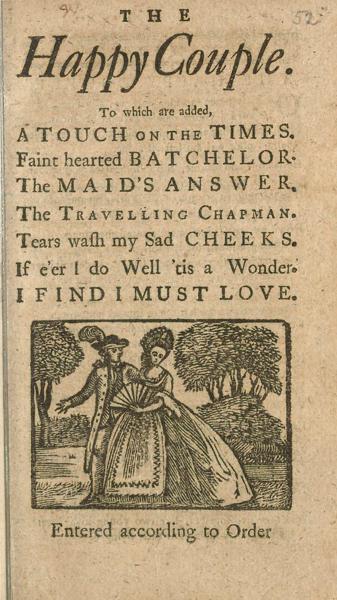 THE
Happy Couple.
52
To which are added,
A TOUCH ON THE TIMES.
Faint hearted BATCHELOR.
The MAID'S ANSWER.
The TRAVELLING CHAPMAN.
Tears waſh my Sad CHEEKS.
If e'er I do Well 'tis a Wonder.
I FIND I MUST LOVE.
Entered according to Order